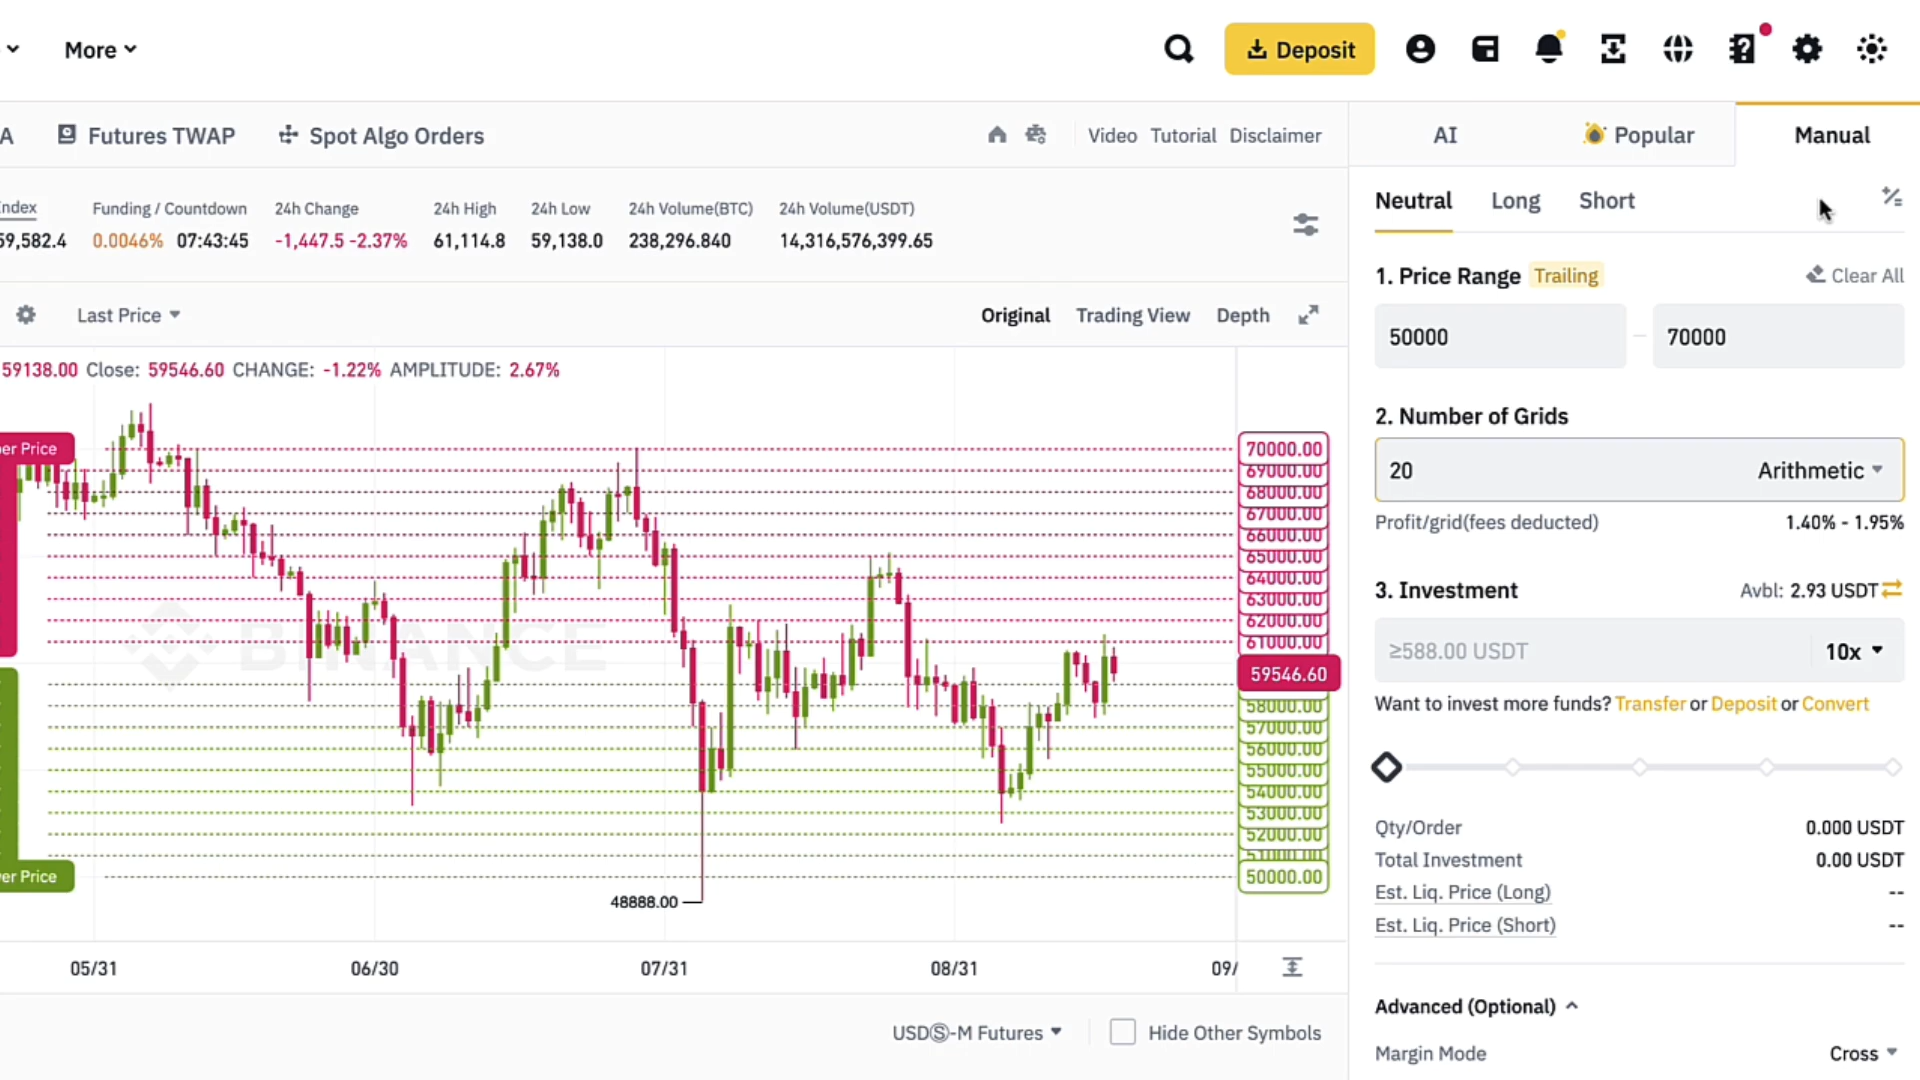 More
Deposit
A Futures TWAP Spot Algo Orders
Video Tutorial Disclaimer
AI Popular Manual
Index Funding / Countdown 24h Change 24h High 24h Low 24h Volume(BTC) 24h Volume(USDT)
59,582.4 0.0046% 07:43:45 -1,447.5 -2.37% 61,114.8 59,138.0 238,296.840 14,316,576,399.65
Last Price
Original Trading View Depth
59138.00 Close: 59546.60 CHANGE: -1.22% AMPLITUDE: 2.67%
per Price
70000.00
69000.00
68000.00
67000.00
66000.00
65000.00
64000.00
63000.00
62000.00
61000.00
59546.60
58000.00
57000.00
56000.00
55000.00
54000.00
53000.00
52000.00
51000.00
50000.00
BINANCE
er Price
48888.00
05/31 06/30 07/31 08/31 09/
USDⓈ-M Futures Hide Other Symbols
Neutral Long Short
1. Price Range Trailing Clear All
50000 – 70000
2. Number of Grids
20 Arithmetic
Profit/grid(fees deducted) 1.40% - 1.95%
3. Investment Avbl: 2.93 USDT
≥588.00 USDT 10x
Want to invest more funds? Transfer or Deposit or Convert
Qty/Order 0.000 USDT
Total Investment 0.00 USDT
Est. Liq. Price (Long) --
Est. Liq. Price (Short) --
Advanced (Optional)
Margin Mode Cross